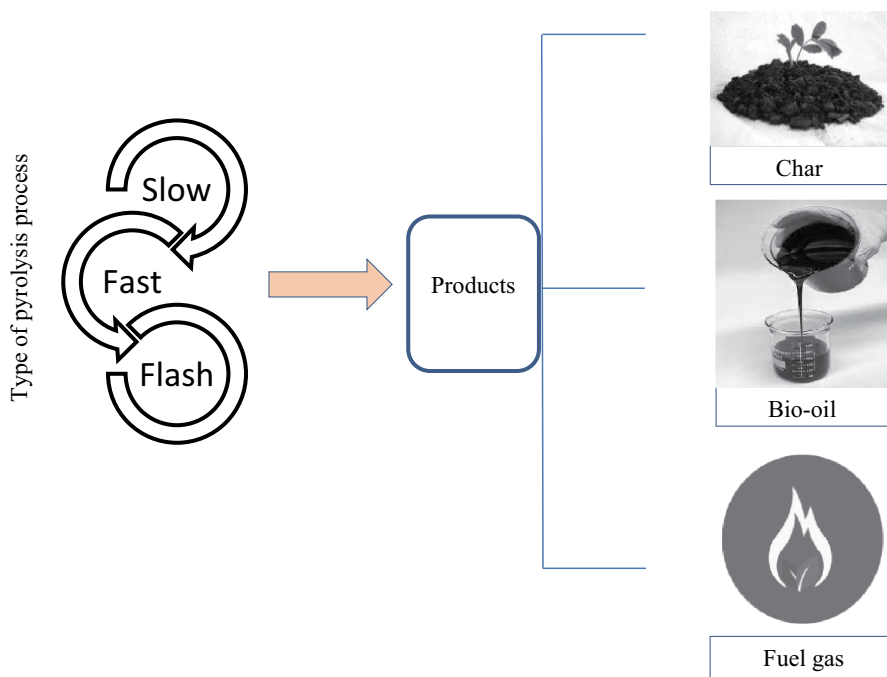 Type of pyrolysis process
Slow
Fast
Flash
Products
Char
Bio-oil
Fuel gas